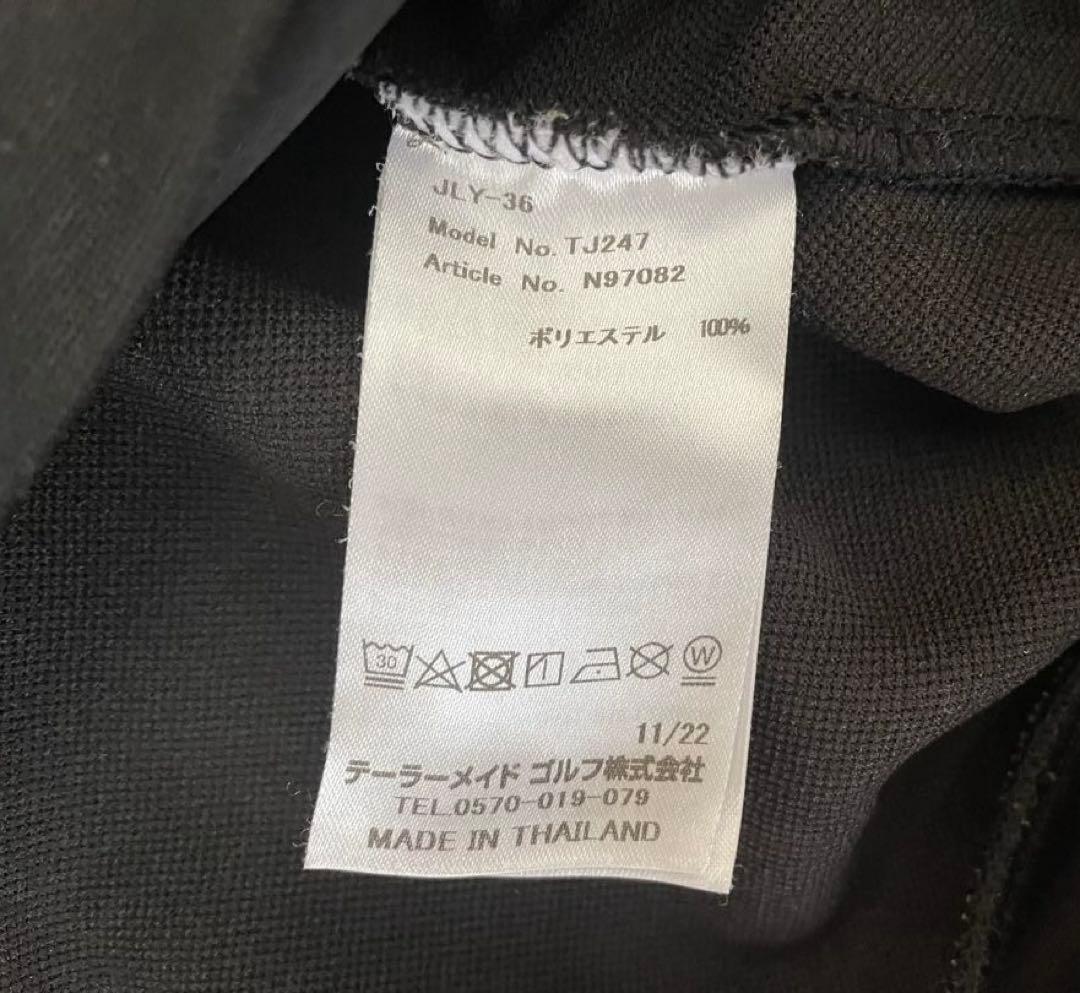 JLY-36
Model No. TJ247
Article No. N97082
ポリエステル 100%
30 W
11/22
テーラーメイド ゴルフ株式会社
TEL.0570-019-079
MADE IN THAILAND